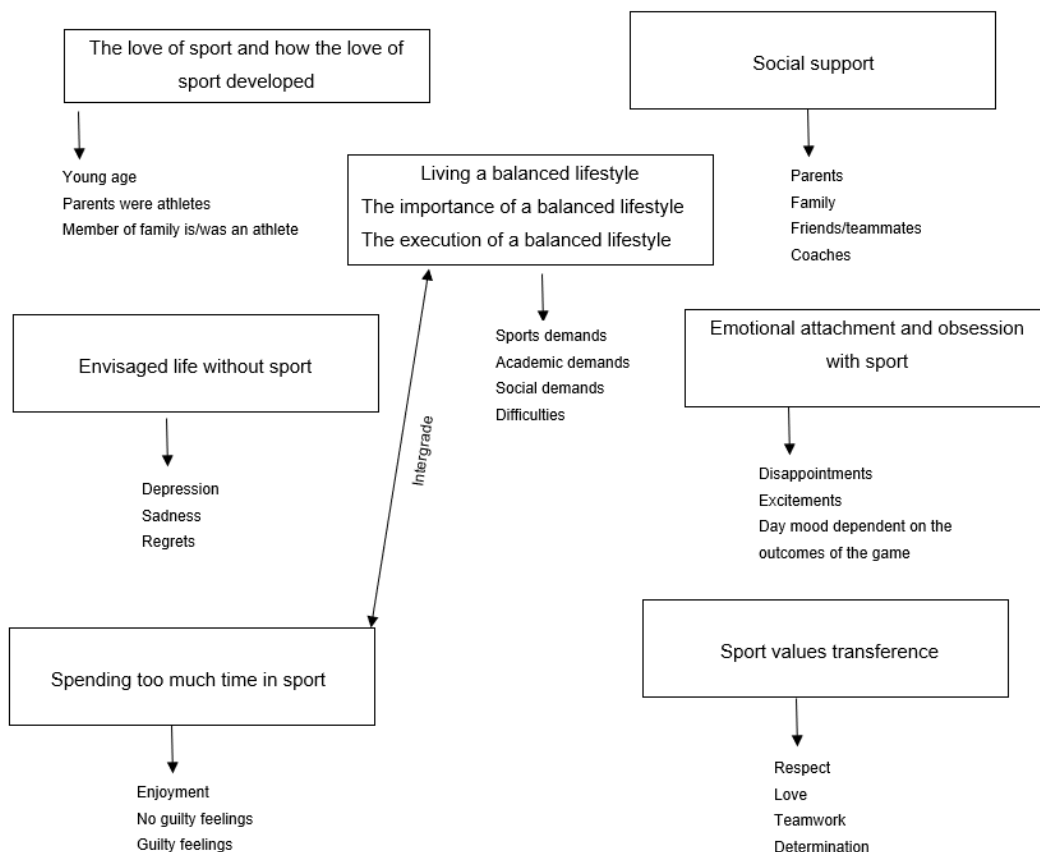 The love of sport and how the love of
sport developed
Young age
Parents were athletes
Member of family is/was an athlete
Social support
Parents
Family
Friends/teammates
Coaches
Living a balanced lifestyle
The importance of a balanced lifestyle
The execution of a balanced lifestyle
Sports demands
Academic demands
Social demands
Difficulties
Envisaged life without sport
Depression
Sadness
Regrets
Intergrade
Emotional attachment and obsession
with sport
Disappointments
Excitements
Day mood dependent on the
outcomes of the game
Spending too much time in sport
Enjoyment
No guilty feelings
Guilty feelings
Sport values transference
Respect
Love
Teamwork
Determination